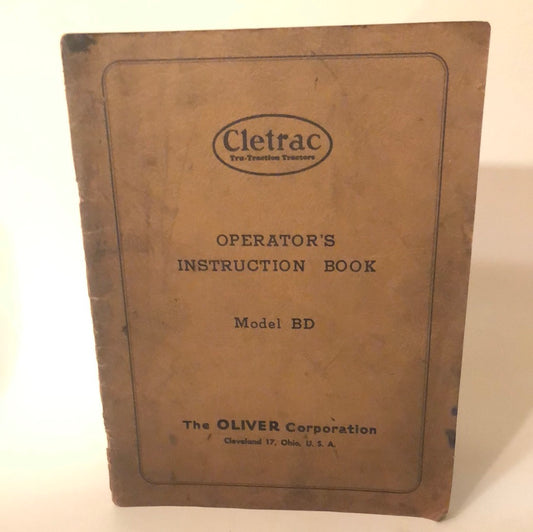 Cletrac
Tru-Traction Tractors
OPERATOR'S
INSTRUCTION BOOK
Model BD
The OLIVER Corporation
Cleveland 17, Ohio, U. S. A.